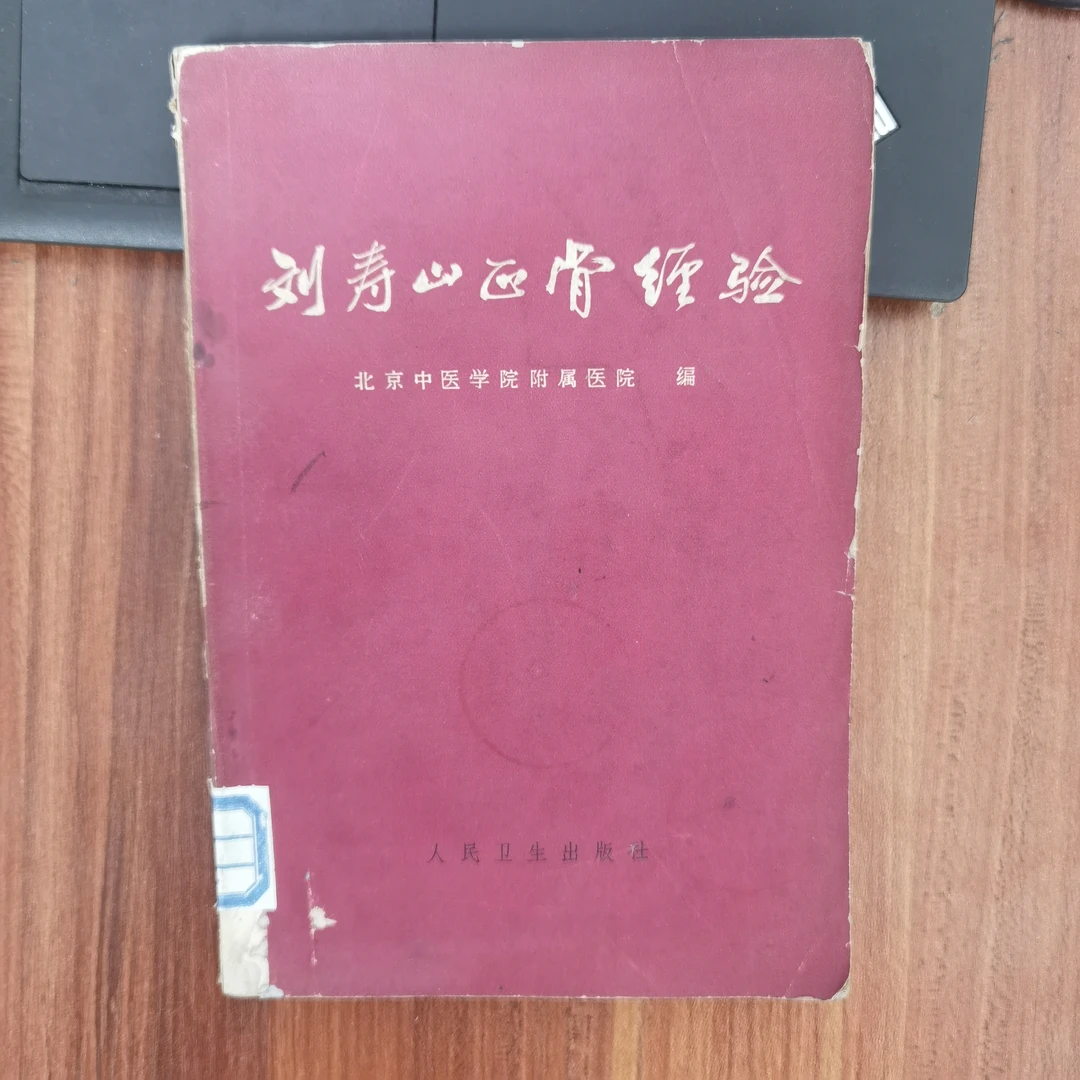 刘寿山正骨经验
北京中医学院附属医院 编
人民卫生出版社